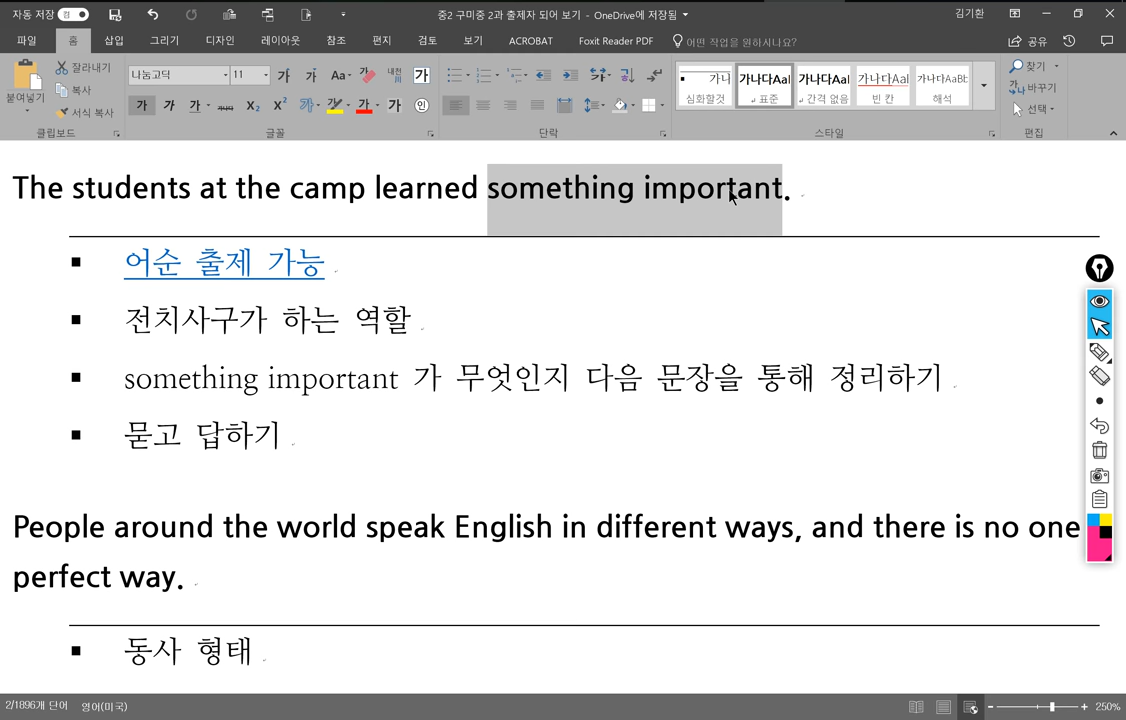 자동 저장 켬 중2 구미중 2과 출제자 되어 보기 - OneDrive에 저장됨 김기환
파일 홈 삽입 그리기 디자인 레이아웃 참조 편지 검토 보기 ACROBAT Foxit Reader PDF 어떤 작업을 원하시나요? 공유
붙여넣기 잘라내기 복사 서식 복사
나눔고딕 11
심화할것 표준 간격 없음 빈 칸 해석
찾기 바꾸기 선택
클립보드 글꼴 단락 스타일 편집
The students at the camp learned something important.
어순 출제 가능
전치사구가 하는 역할
something important 가 무엇인지 다음 문장을 통해 정리하기
묻고 답하기
People around the world speak English in different ways, and there is no one
perfect way.
동사 형태
2/1896개 단어 영어(미국) 250%